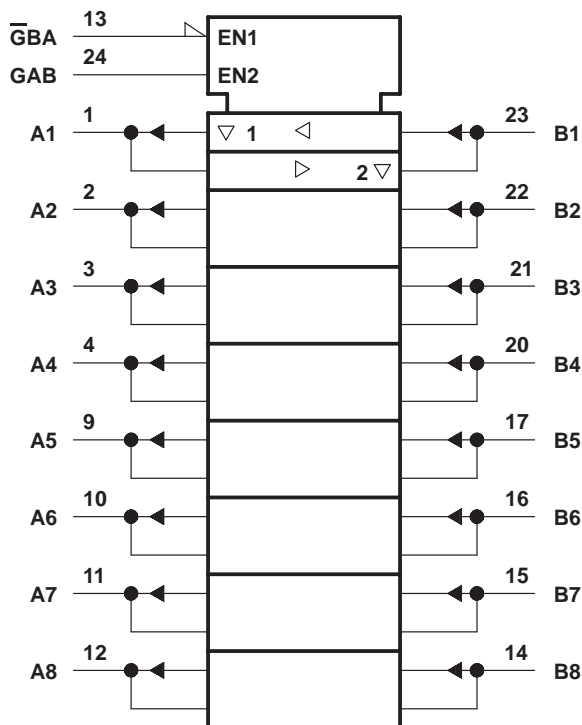 13
G̅BA EN1
24
GAB EN2
1 23
A1 1 B1
2
2 22
A2 B2
3 21
A3 B3
4 20
A4 B4
9 17
A5 B5
10 16
A6 B6
11 15
A7 B7
12 14
A8 B8